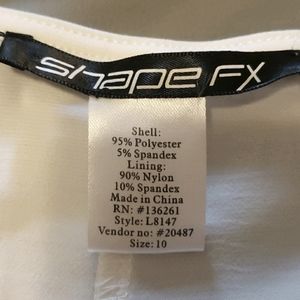 shape FX
Shell:
95% Polyester
5% Spandex
Lining:
90% Nylon
10% Spandex
Made in China
RN: #136261
Style: L8147
Vendor no: #20487
Size: 10